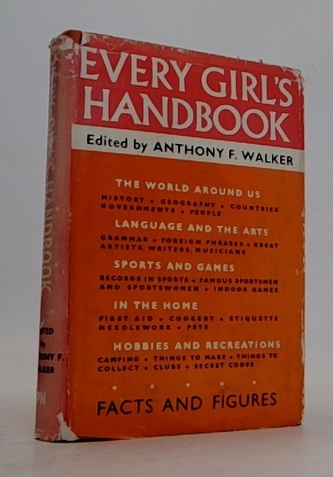 EVERY GIRL'S
HANDBOOK
Edited by ANTHONY F. WALKER
THE WORLD AROUND US
HISTORY • GEOGRAPHY • COUNTRIES
GOVERNMENTS • PEOPLE
LANGUAGE AND THE ARTS
GRAMMAR • FOREIGN PHRASES • GREAT
ARTISTS, WRITERS, MUSICIANS
SPORTS AND GAMES
RECORDS IN SPORTS • FAMOUS SPORTSMEN
AND SPORTSWOMEN • INDOOR GAMES
IN THE HOME
FIRST AID • COOKERY • ETIQUETTE
NEEDLEWORK • PETS
HOBBIES AND RECREATIONS
CAMPING • THINGS TO MAKE • THINGS TO
COLLECT • CLUBS • SECRET CODES
FACTS AND FIGURES
HANDBOOK